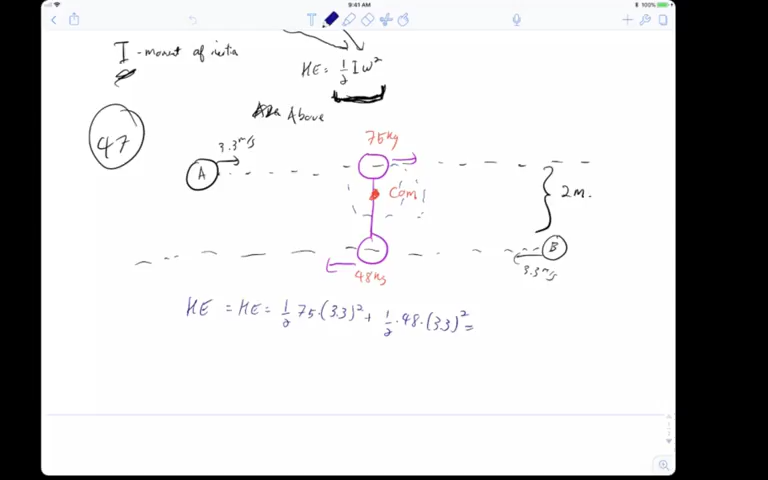 9:41 AM
100%
I - moment of inertia
KE = 1/2 I ω²
Above
47
3.3 m/s
75kg
A
Com
2m.
B
3.3 m/s
48kg
KE = KE = 1/2 75·(3.3)² + 1/2·48·(3.3)² =